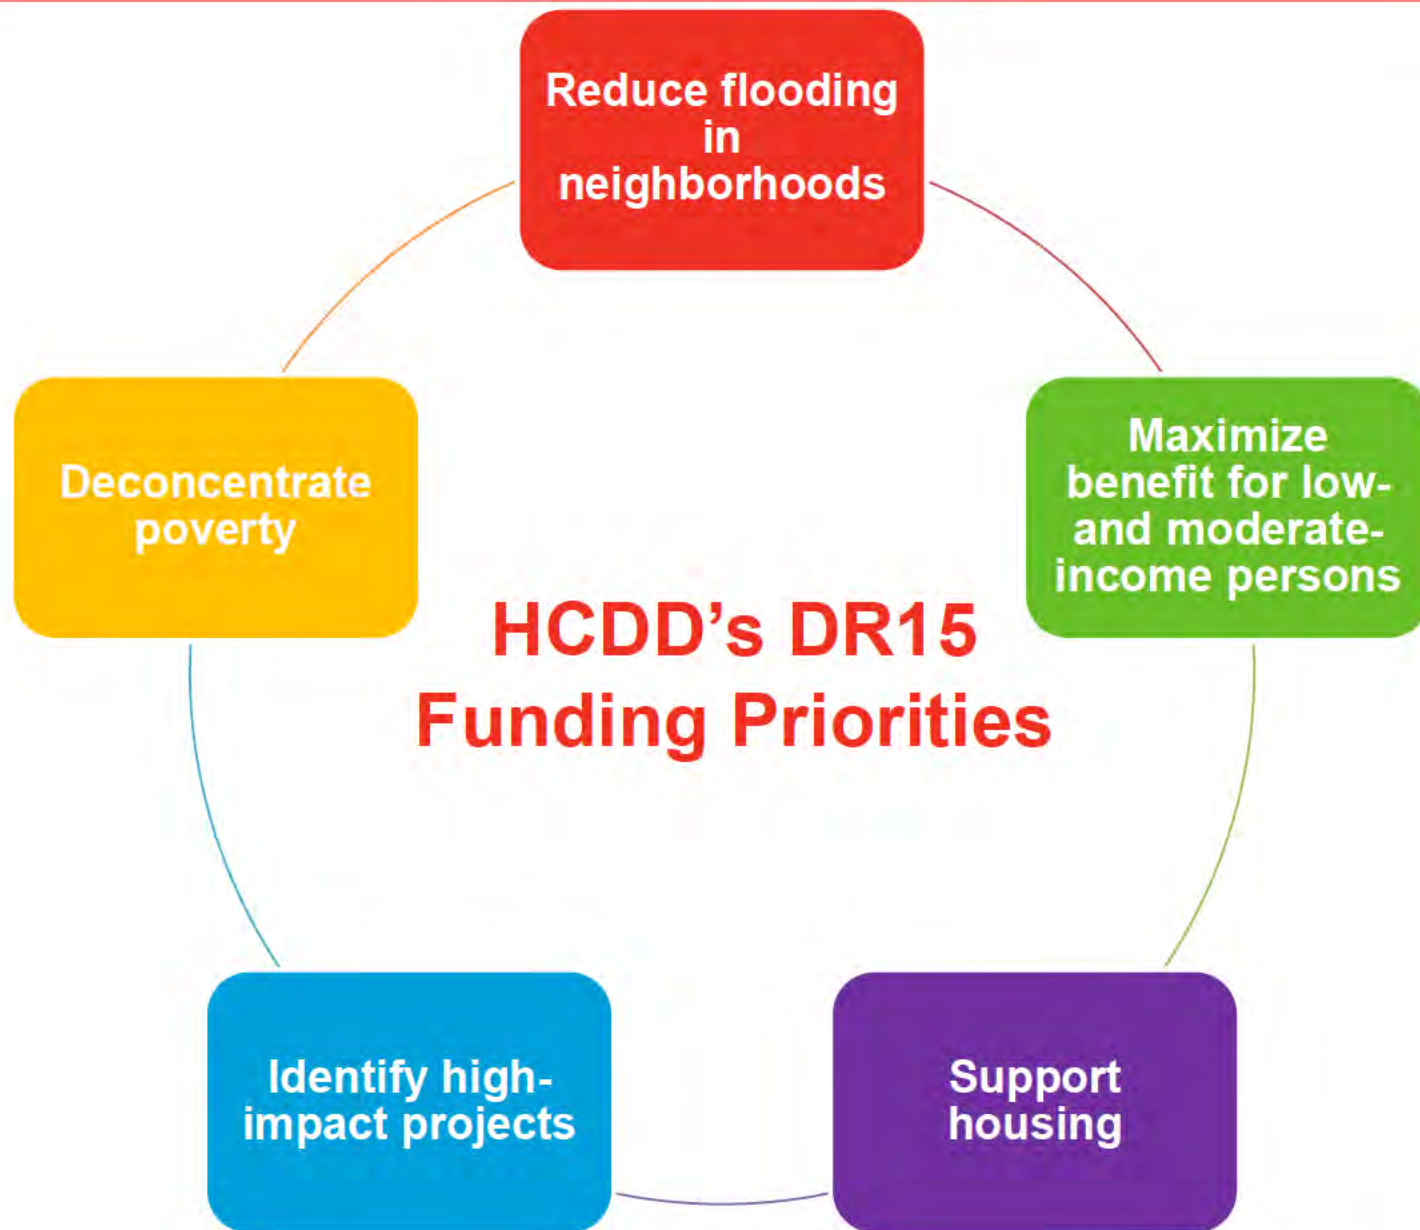 Reduce flooding
in
neighborhoods
Maximize
benefit for low-
and moderate-
income persons
Deconcentrate
poverty
HCDD’s DR15
Funding Priorities
Identify high-
impact projects
Support
housing